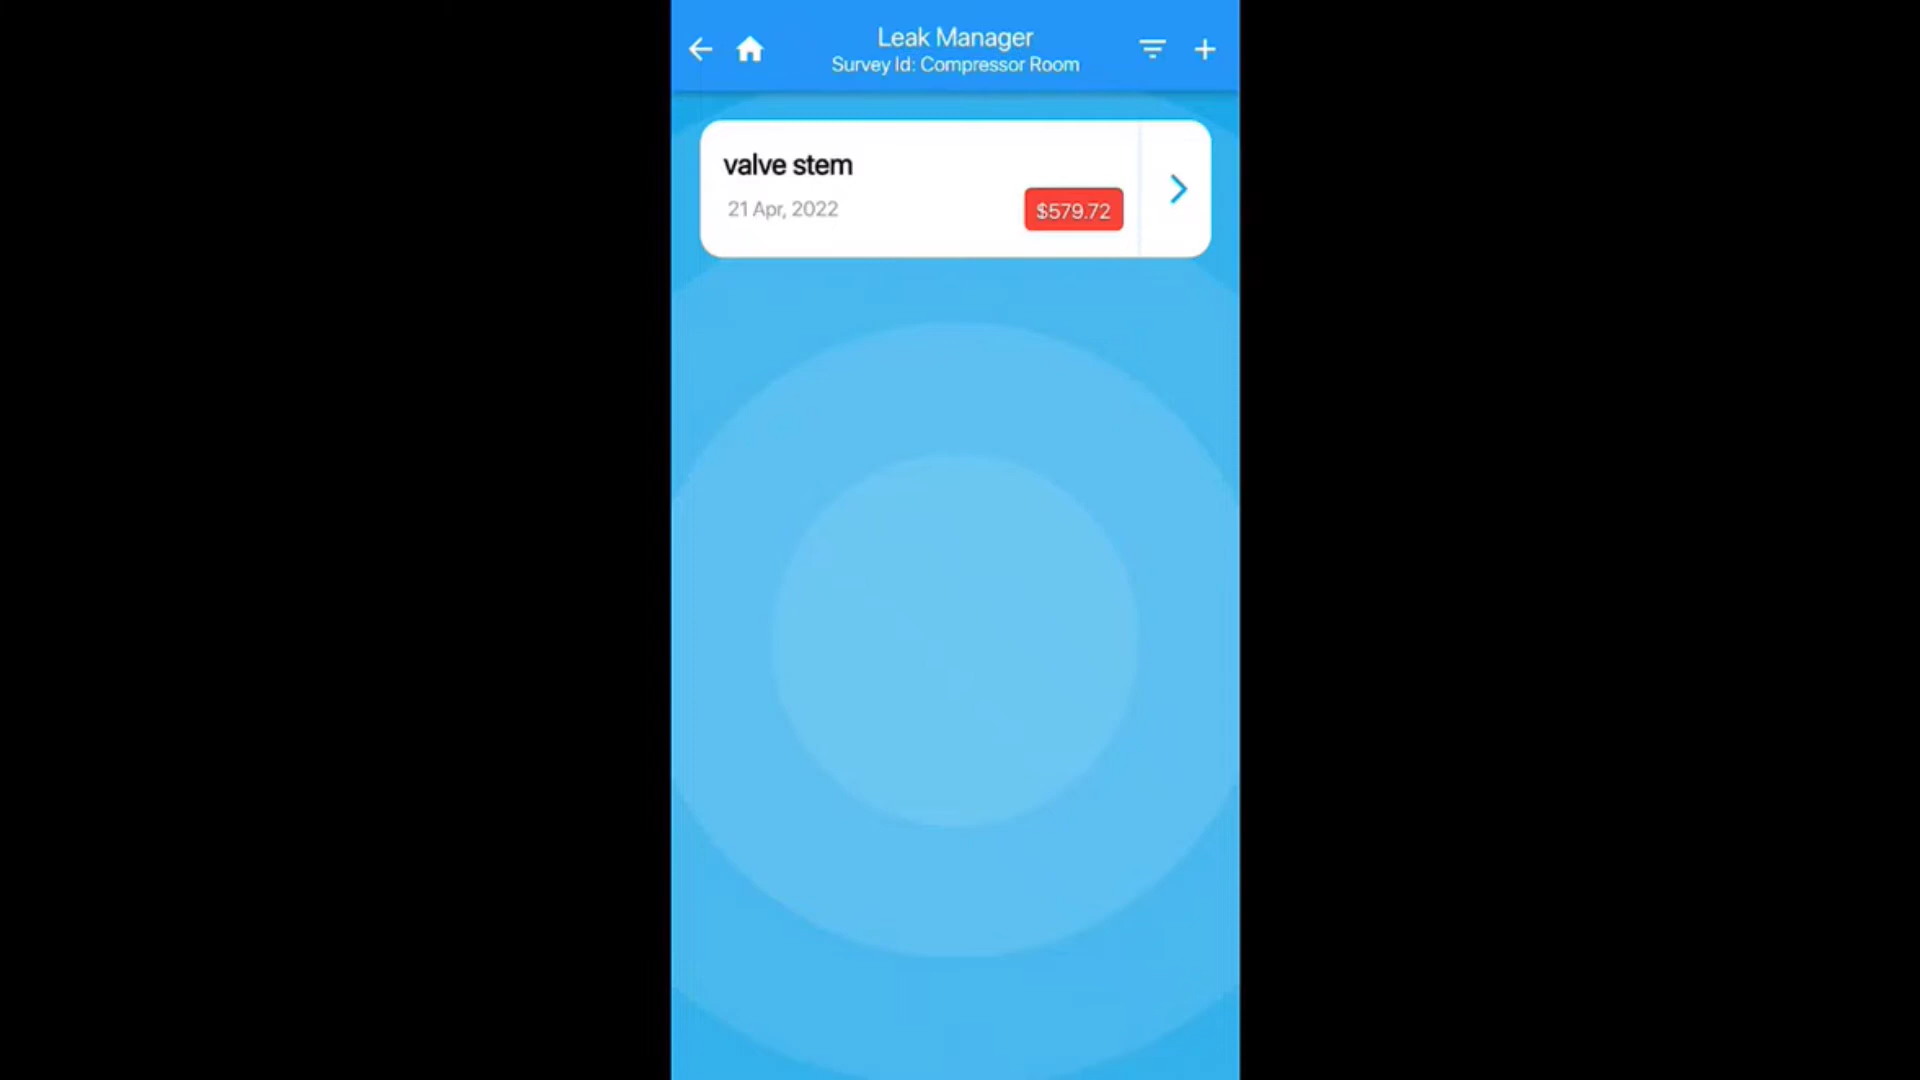 Leak Manager
Survey Id: Compressor Room
valve stem
21 Apr, 2022
$579.72